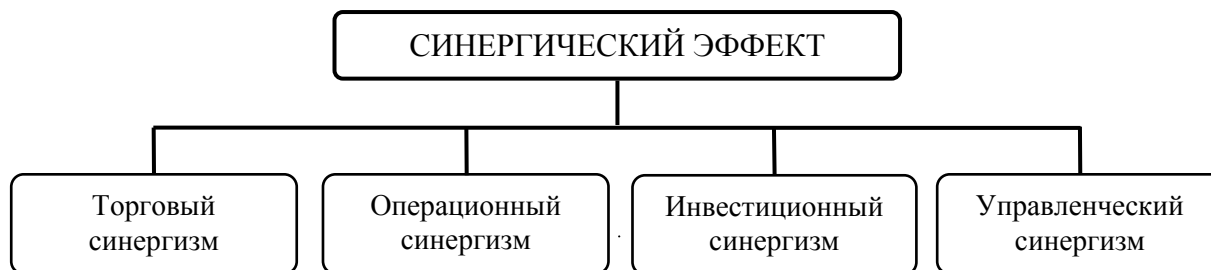 СИНЕРГИЧЕСКИЙ ЭФФЕКТ
Торговый
синергизм
Операционный
синергизм
Инвестиционный
синергизм
Управленческий
синергизм